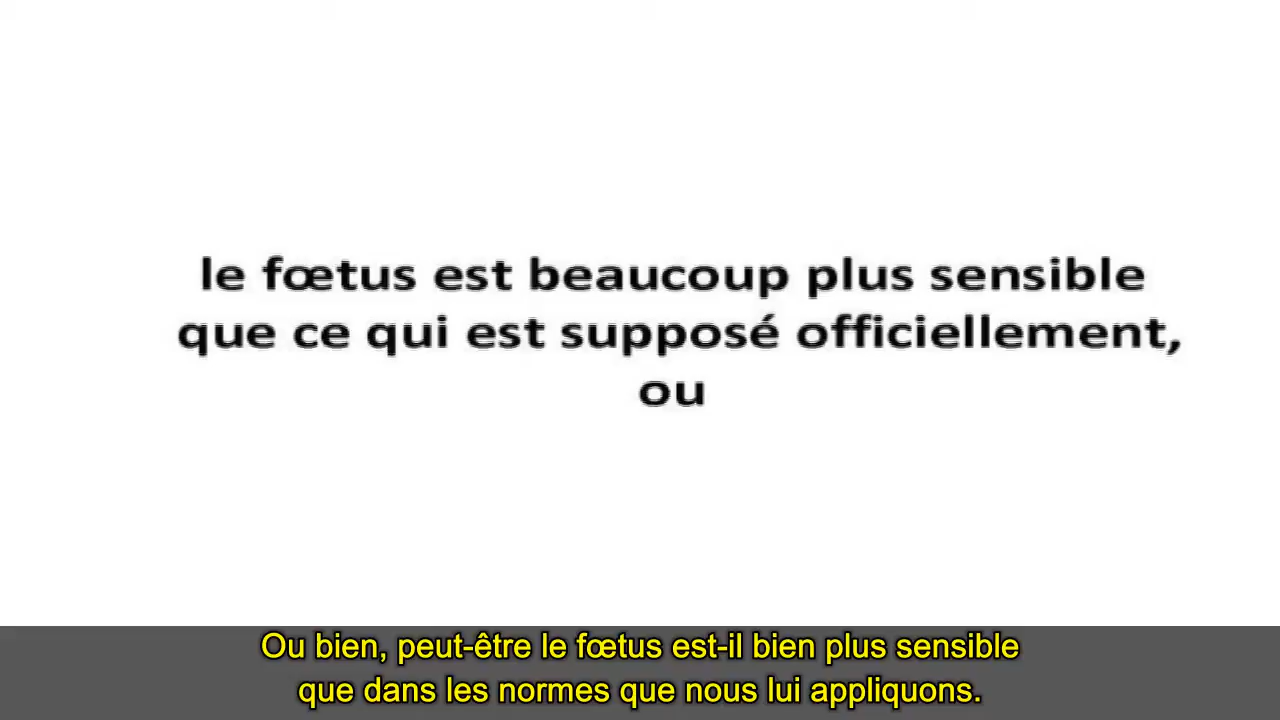 le fœtus est beaucoup plus sensible
que ce qui est supposé officiellement,
ou
Ou bien, peut-être le fœtus est-il bien plus sensible
que dans les normes que nous lui appliquons.